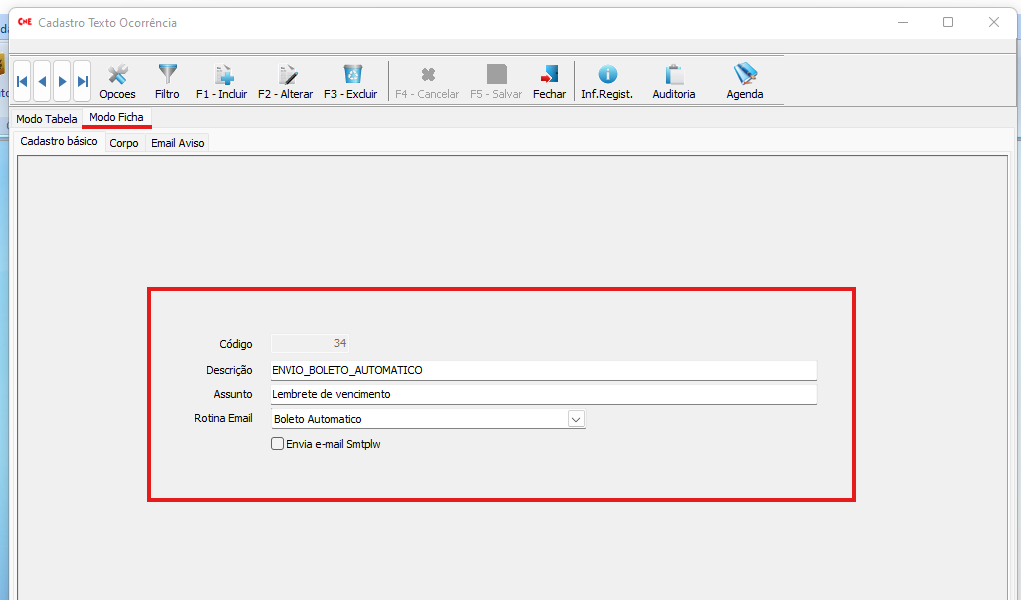 CHE Cadastro Texto Ocorrência
Opcoes Filtro F1 - Incluir F2 - Alterar F3 - Excluir F4 - Cancelar F5 - Salvar Fechar Inf.Regist. Auditoria Agenda
Modo Tabela Modo Ficha
Cadastro básico Corpo Email Aviso
Código 34
Descrição ENVIO_BOLETO_AUTOMATICO
Assunto Lembrete de vencimento
Rotina Email Boleto Automatico
Envia e-mail Smtplw